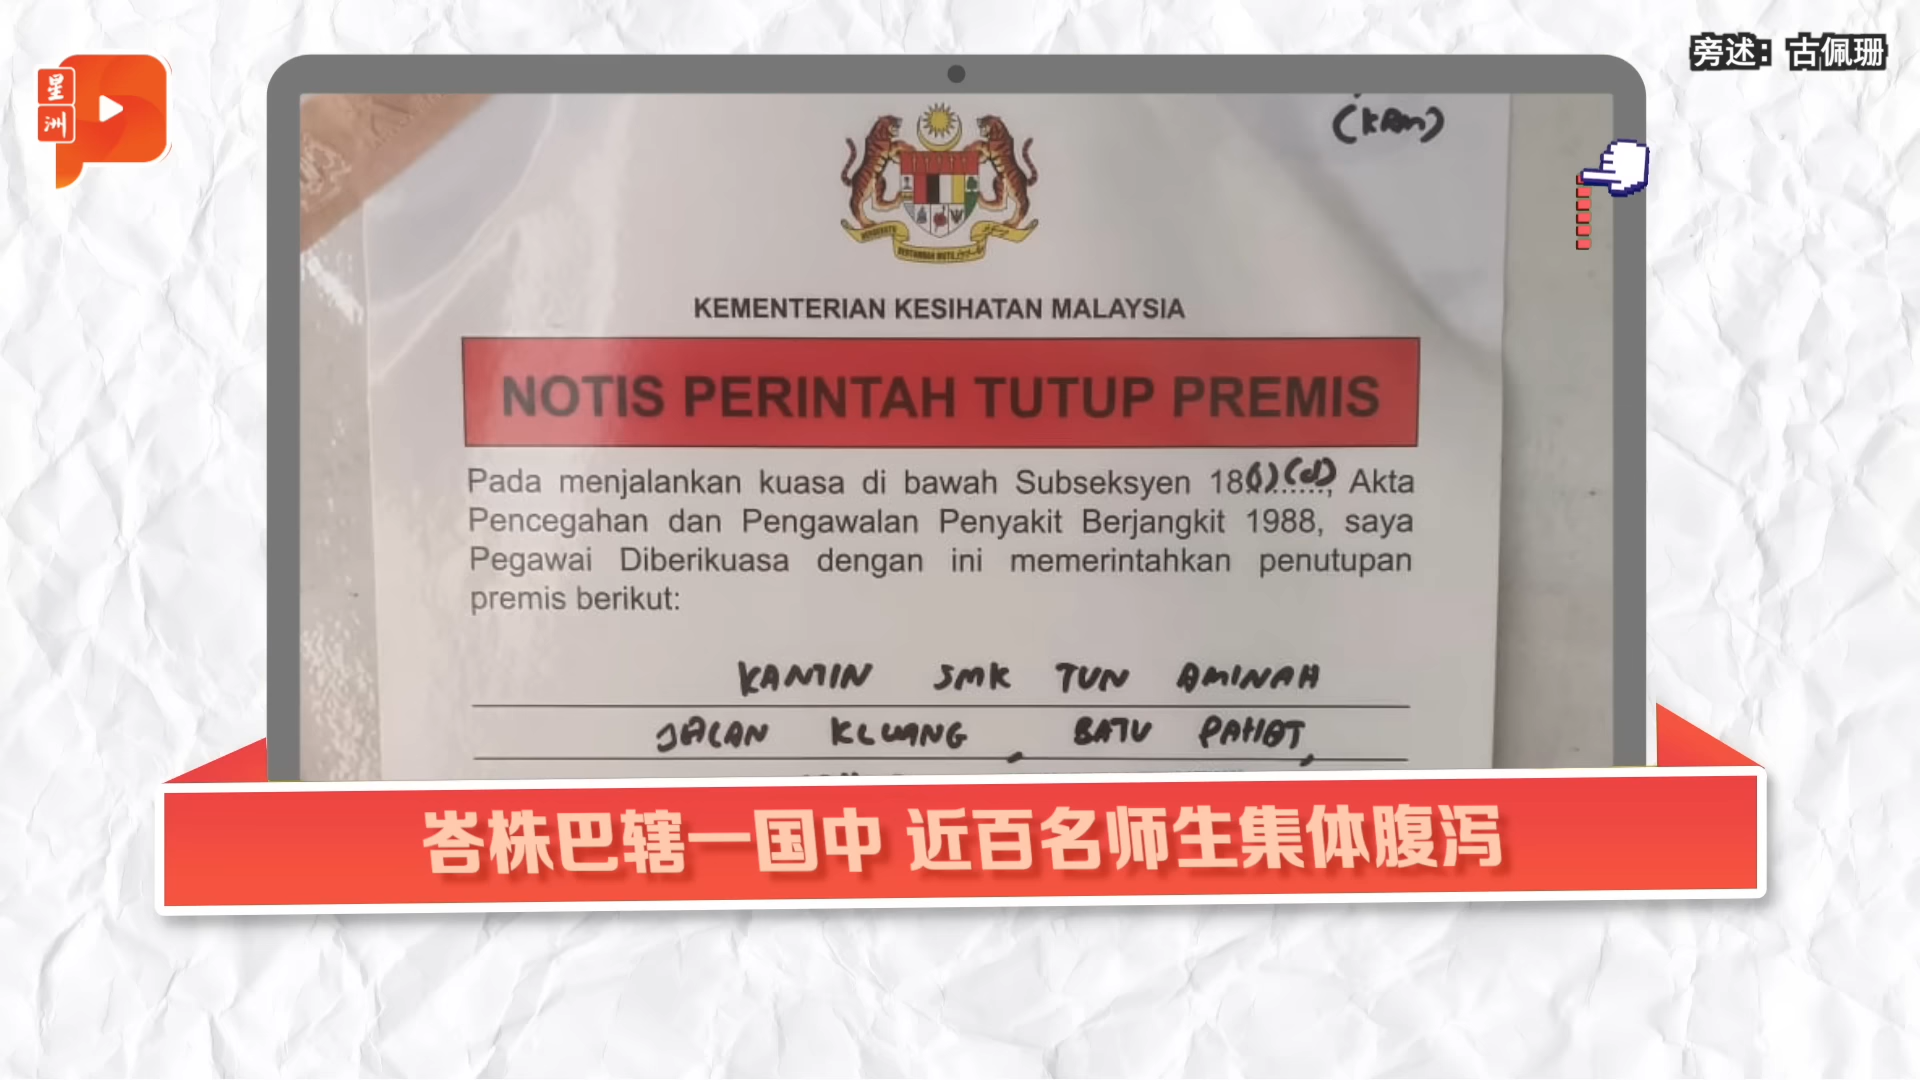 旁述：古佩珊
星
洲
(KAM)
KEMENTERIAN KESIHATAN MALAYSIA
NOTIS PERINTAH TUTUP PREMIS
Pada menjalankan kuasa di bawah Subseksyen 18(1)(d)......, Akta
Pencegahan dan Pengawalan Penyakit Berjangkit 1988, saya
Pegawai Diberikuasa dengan ini memerintahkan penutupan
premis berikut:
KANTIN SMK TUN AMINAH
JALAN KLUANG, BATU PAHAT,
峇株巴辖一国中 近百名师生集体腹泻